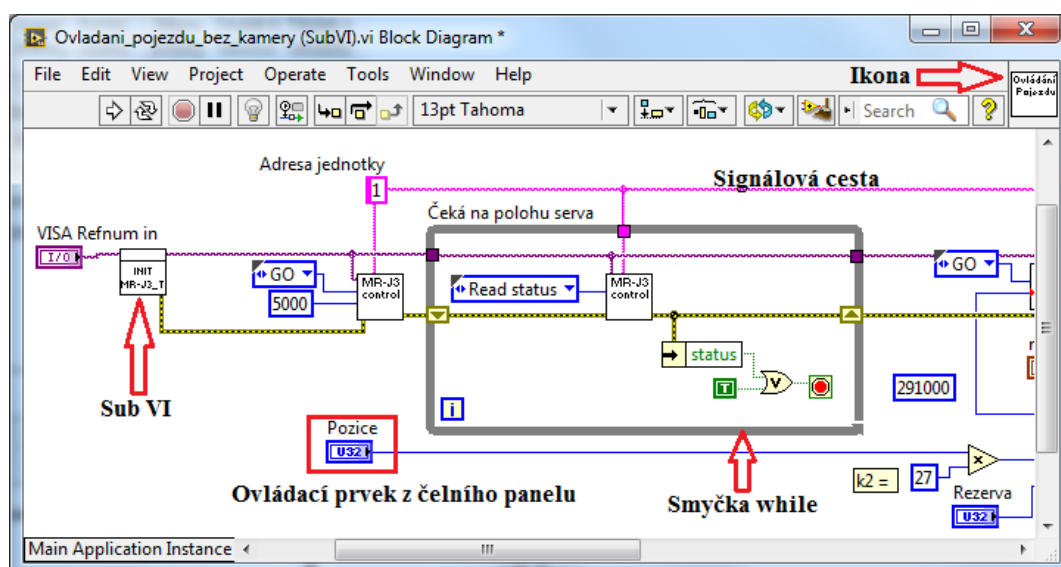 Ovladani_pojezdu_bez_kamery (SubVI).vi Block Diagram *
File Edit View Project Operate Tools Window Help
Ikona
Ovládání
Pojezdu
13pt Tahoma
Search
Adresa jednotky
1
Signálová cesta
Čeká na polohu serva
VISA Refnum in
I/O
INIT
MR-J3_T
GO
5000
MR-J3
control
Read status
MR-J3
control
GO
status
T
V
291000
i
Sub VI
Pozice
U32
Ovládací prvek z čelního panelu
Smyčka while
k2 =
27
x
Rezerva
U32
Main Application Instance